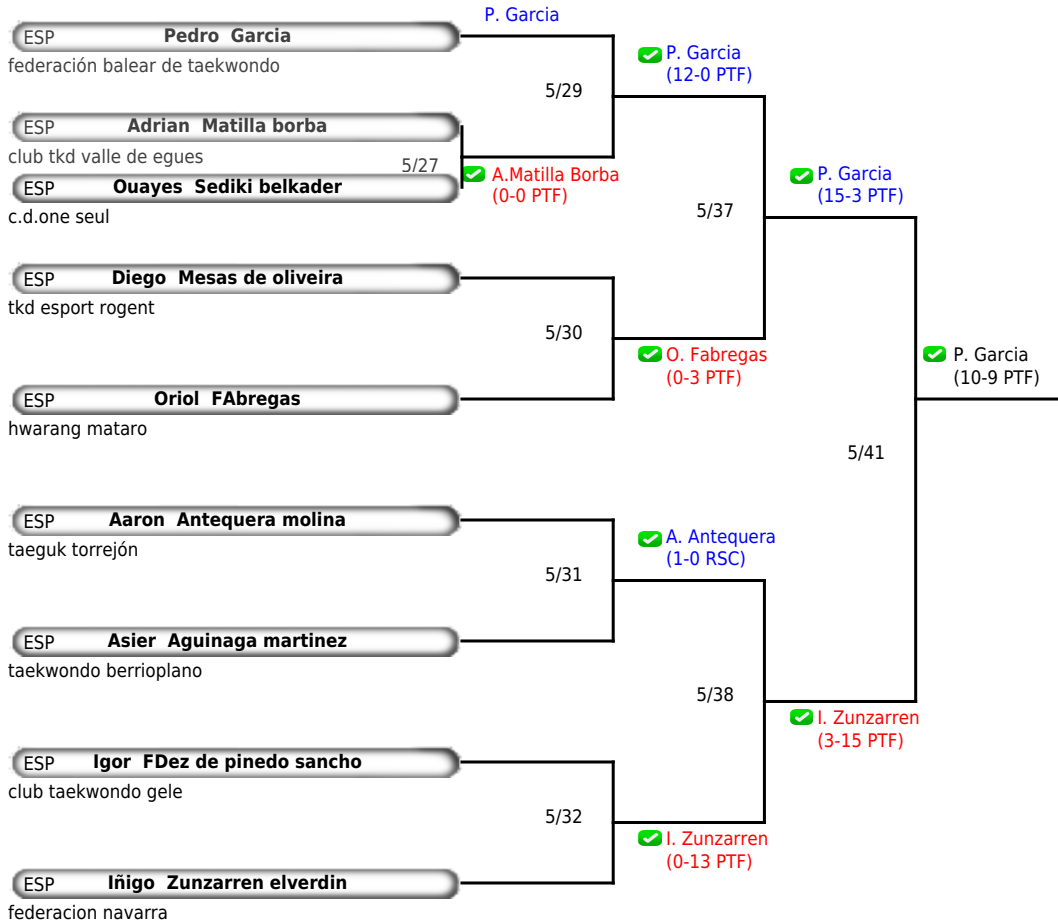 P. Garcia
ESP Pedro Garcia
federación balear de taekwondo
P. Garcia
(12-0 PTF)
5/29
ESP Adrian Matilla borba
club tkd valle de egues
5/27
A.Matilla Borba
(0-0 PTF)
ESP Ouayes Sediki belkader
c.d.one seul
P. Garcia
(15-3 PTF)
5/37
ESP Diego Mesas de oliveira
tkd esport rogent
5/30
O. Fabregas
(0-3 PTF)
P. Garcia
(10-9 PTF)
ESP Oriol FAbregas
hwarang mataro
5/41
ESP Aaron Antequera molina
taeguk torrejón
A. Antequera
(1-0 RSC)
5/31
ESP Asier Aguinaga martinez
taekwondo berrioplano
5/38
I. Zunzarren
(3-15 PTF)
ESP Igor FDez de pinedo sancho
club taekwondo gele
5/32
I. Zunzarren
(0-13 PTF)
ESP Iñigo Zunzarren elverdin
federacion navarra